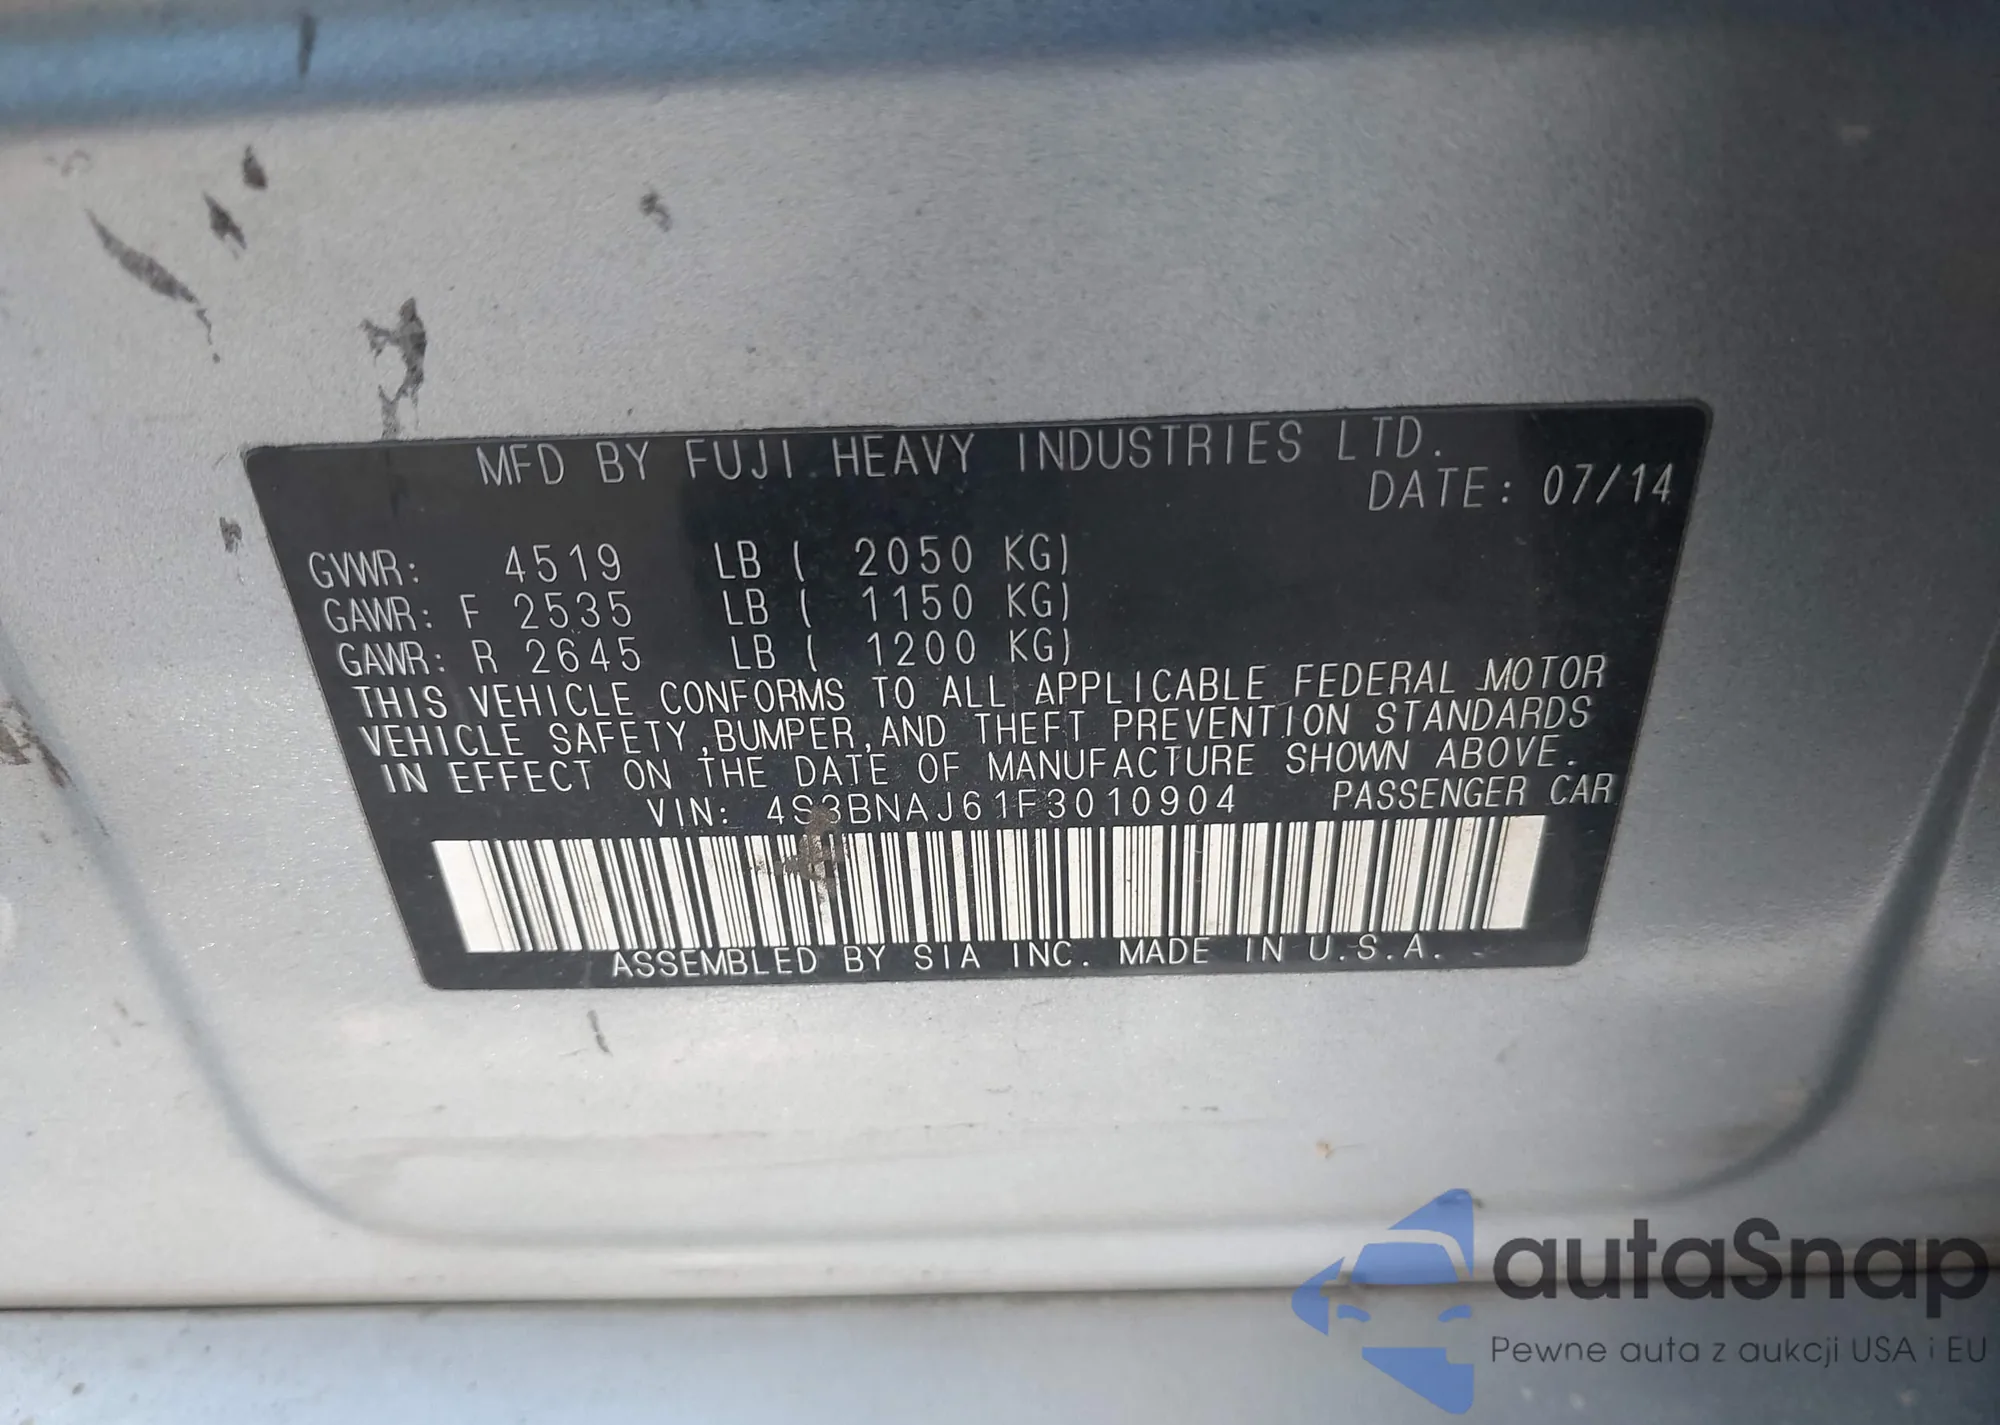 MFD BY FUJI HEAVY INDUSTRIES LTD.
DATE: 07/14
GVWR: 4519 LB ( 2050 KG)
GAWR: F 2535 LB ( 1150 KG)
GAWR: R 2645 LB ( 1200 KG)
THIS VEHICLE CONFORMS TO ALL APPLICABLE FEDERAL MOTOR
VEHICLE SAFETY,BUMPER,AND THEFT PREVENTION STANDARDS
IN EFFECT ON THE DATE OF MANUFACTURE SHOWN ABOVE.
VIN: 4S3BNAJ61F3010904 PASSENGER CAR
ASSEMBLED BY SIA INC. MADE IN U.S.A.
autoSnap
Pewne auta z aukcji USA i EU